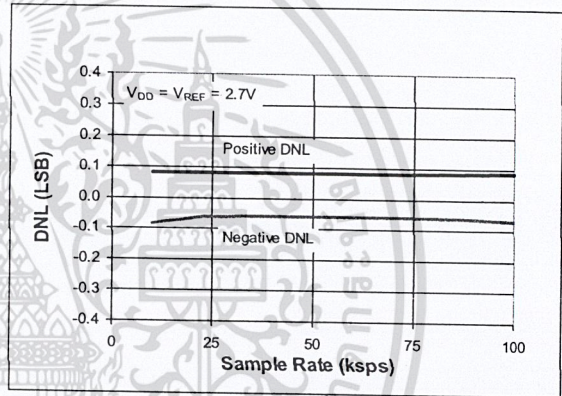 0.4
V_DD = V_REF = 2.7V
0.3
0.2
Positive DNL
0.1
0.0
-0.1
Negative DNL
-0.2
-0.3
-0.4
DNL (LSB)
0 25 50 75 100
Sample Rate (ksps)